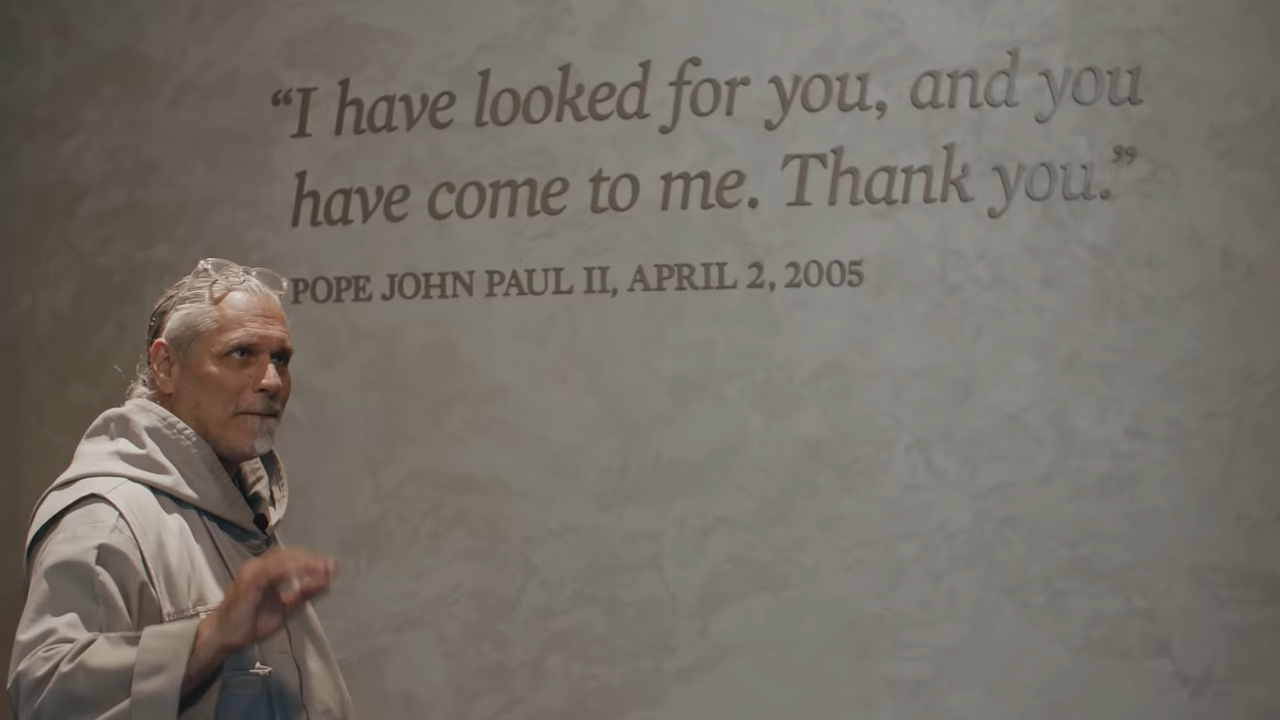 “I have looked for you, and you
have come to me. Thank you.”
POPE JOHN PAUL II, APRIL 2, 2005